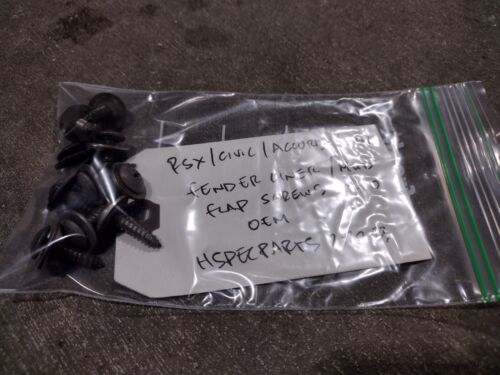 RSX/CIVIC/ACCORD
FENDER LINER/MUD
FLAP SCREWS
OEM
HSPECPARTS